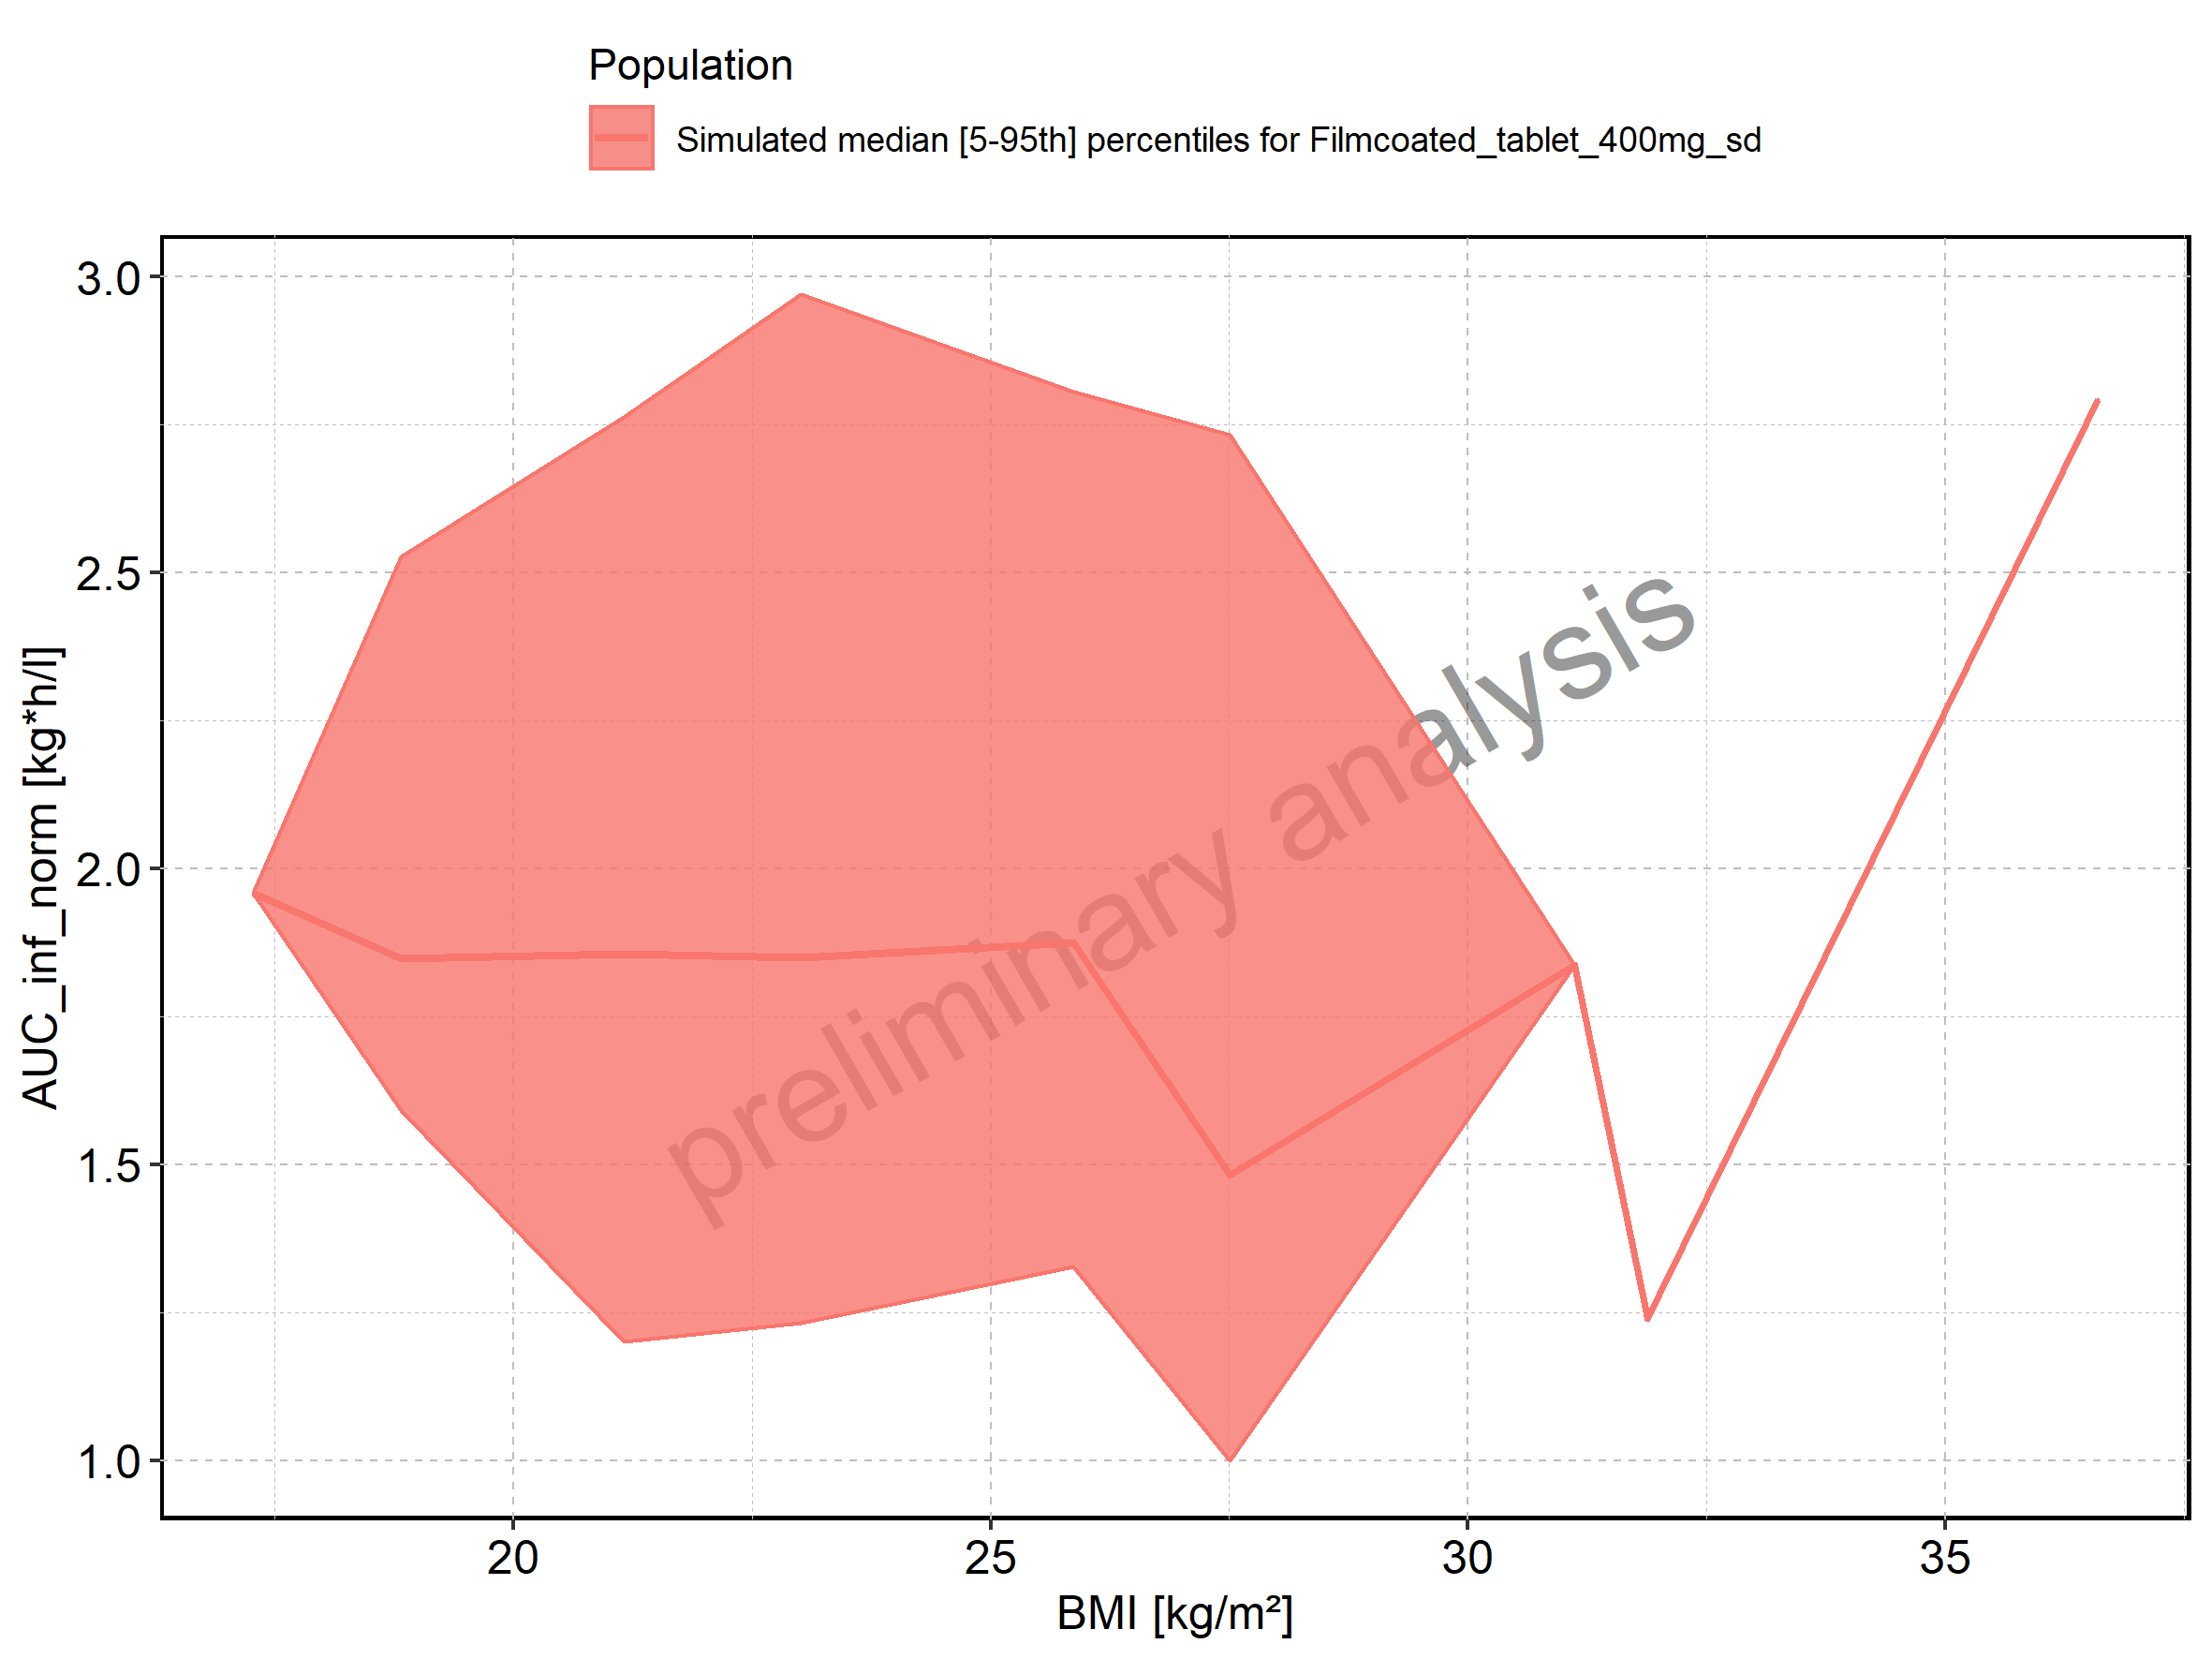 Population
Simulated median [5-95th] percentiles for Filmcoated_tablet_400mg_sd
AUC_inf_norm [kg*h/l]
3.0
2.5
2.0
1.5
1.0
preliminary analysis
20
25
30
35
BMI [kg/m²]